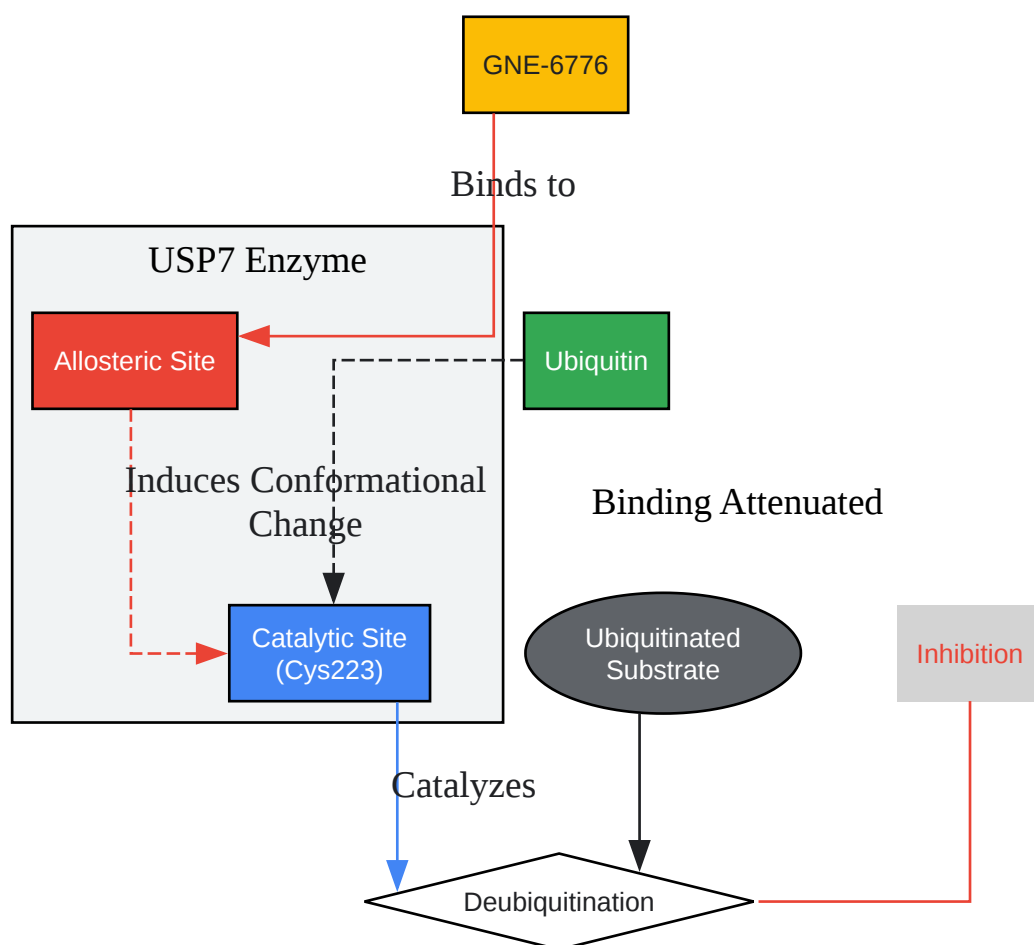 GNE-6776
Binds to
USP7 Enzyme
Allosteric Site
Ubiquitin
Induces Conformational
Change
Binding Attenuated
Catalytic Site
(Cys223)
Ubiquitinated
Substrate
Inhibition
Catalyzes
Deubiquitination